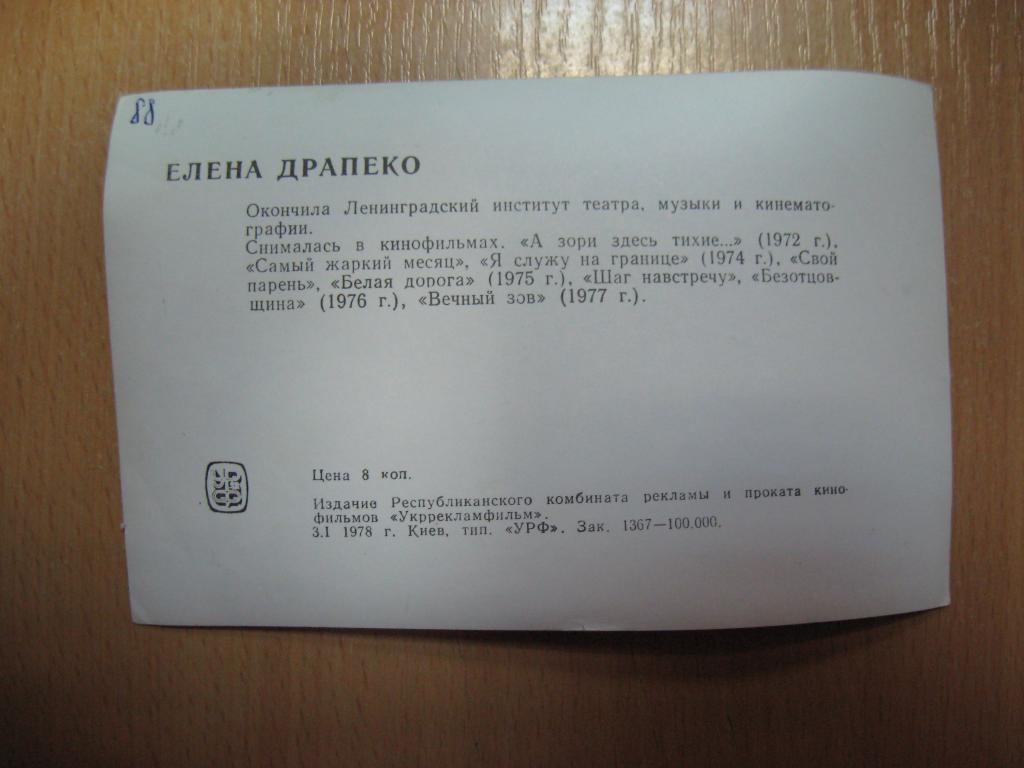 88
ЕЛЕНА ДРАПЕКО
Окончила Ленинградский институт театра, музыки и кинемато-
графии.
Снималась в кинофильмах. «А зори здесь тихие...» (1972 г.),
«Самый жаркий месяц», «Я служу на границе» (1974 г.), «Свой
парень», «Белая дорога» (1975 г.), «Шаг навстречу», «Безотцов-
щина» (1976 г.), «Вечный зов» (1977 г.).
Цена 8 коп.
Издание Республиканского комбината рекламы и проката кино-
фильмов «Укррекламфильм».
3.I 1978 г. Киев, тип. «УРФ». Зак. 1367—100.000.